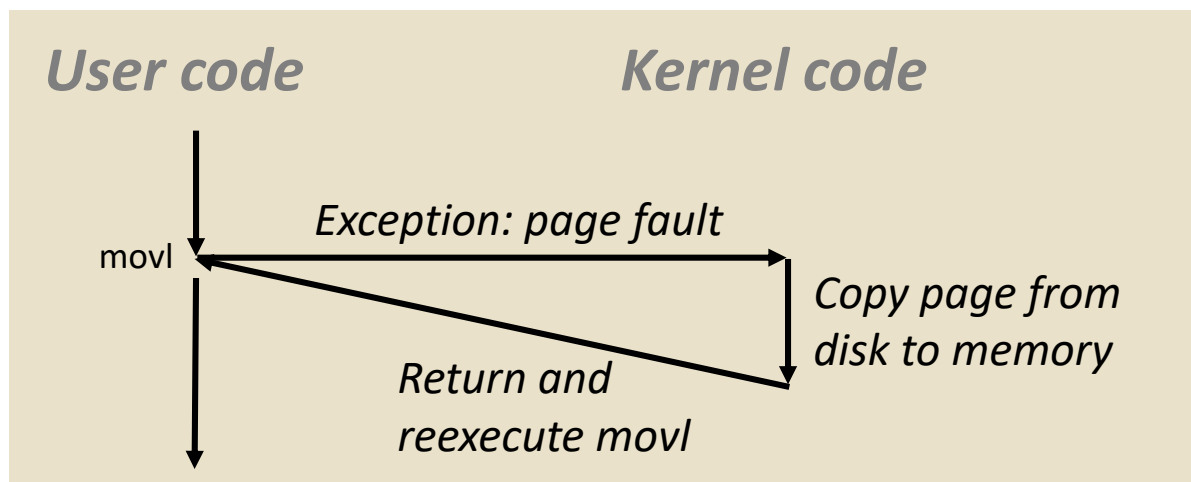 User code
Kernel code
Exception: page fault
movl
Copy page from
disk to memory
Return and
reexecute movl